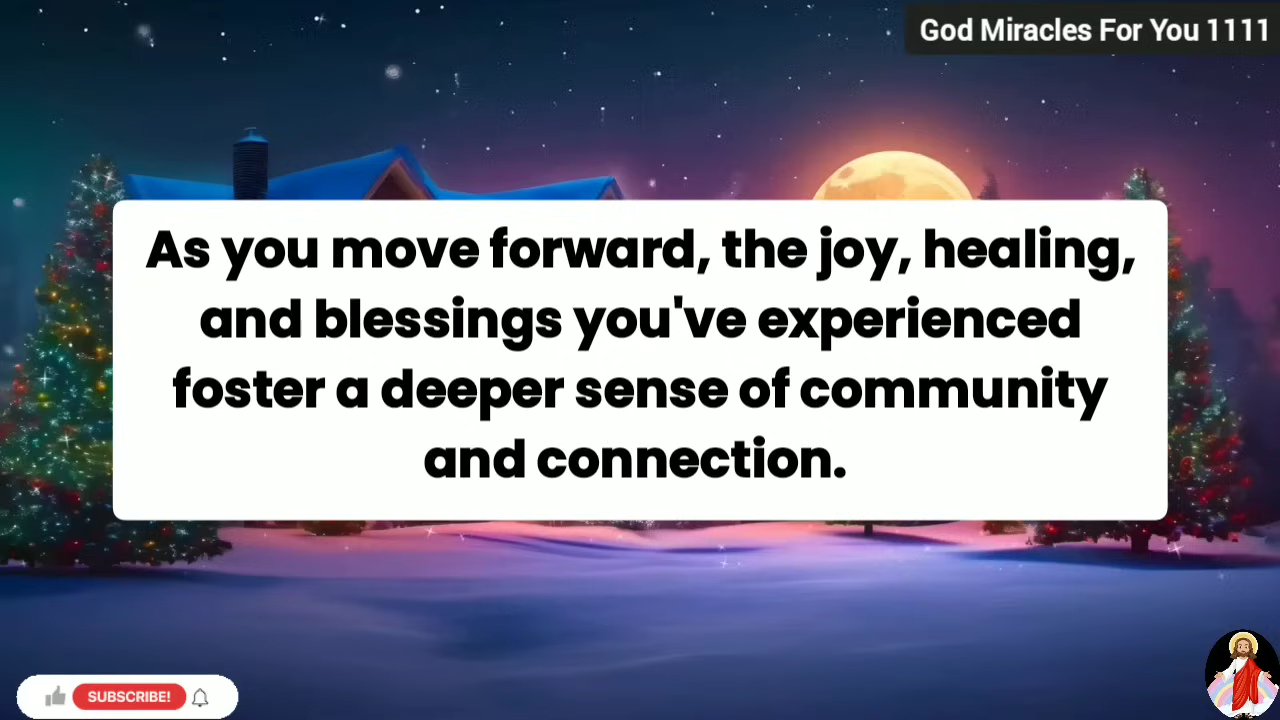 God Miracles For You 1111
As you move forward, the joy, healing,
and blessings you've experienced
foster a deeper sense of community
and connection.
SUBSCRIBE!